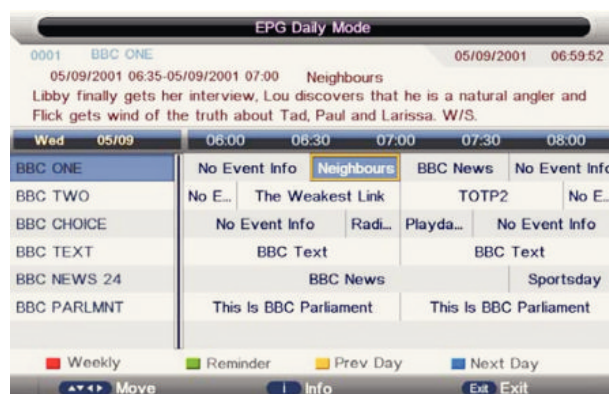 EPG Daily Mode
0001 BBC ONE 05/09/2001 06:59:52
05/09/2001 06:35-05/09/2001 07:00 Neighbours
Libby finally gets her interview, Lou discovers that he is a natural angler and
Flick gets wind of the truth about Tad, Paul and Larissa. W/S.
Wed 05/09 06:00 06:30 07:00 07:30 08:00
BBC ONE No Event Info Neighbours BBC News No Event Info
BBC TWO No E... The Weakest Link TOTP2 No E...
BBC CHOICE No Event Info Radi... Playda... No Event Info
BBC TEXT BBC Text BBC Text
BBC NEWS 24 BBC News Sportsday
BBC PARLMNT This Is BBC Parliament This Is BBC Parliament
Weekly Reminder Prev Day Next Day
Move i Info Exit Exit